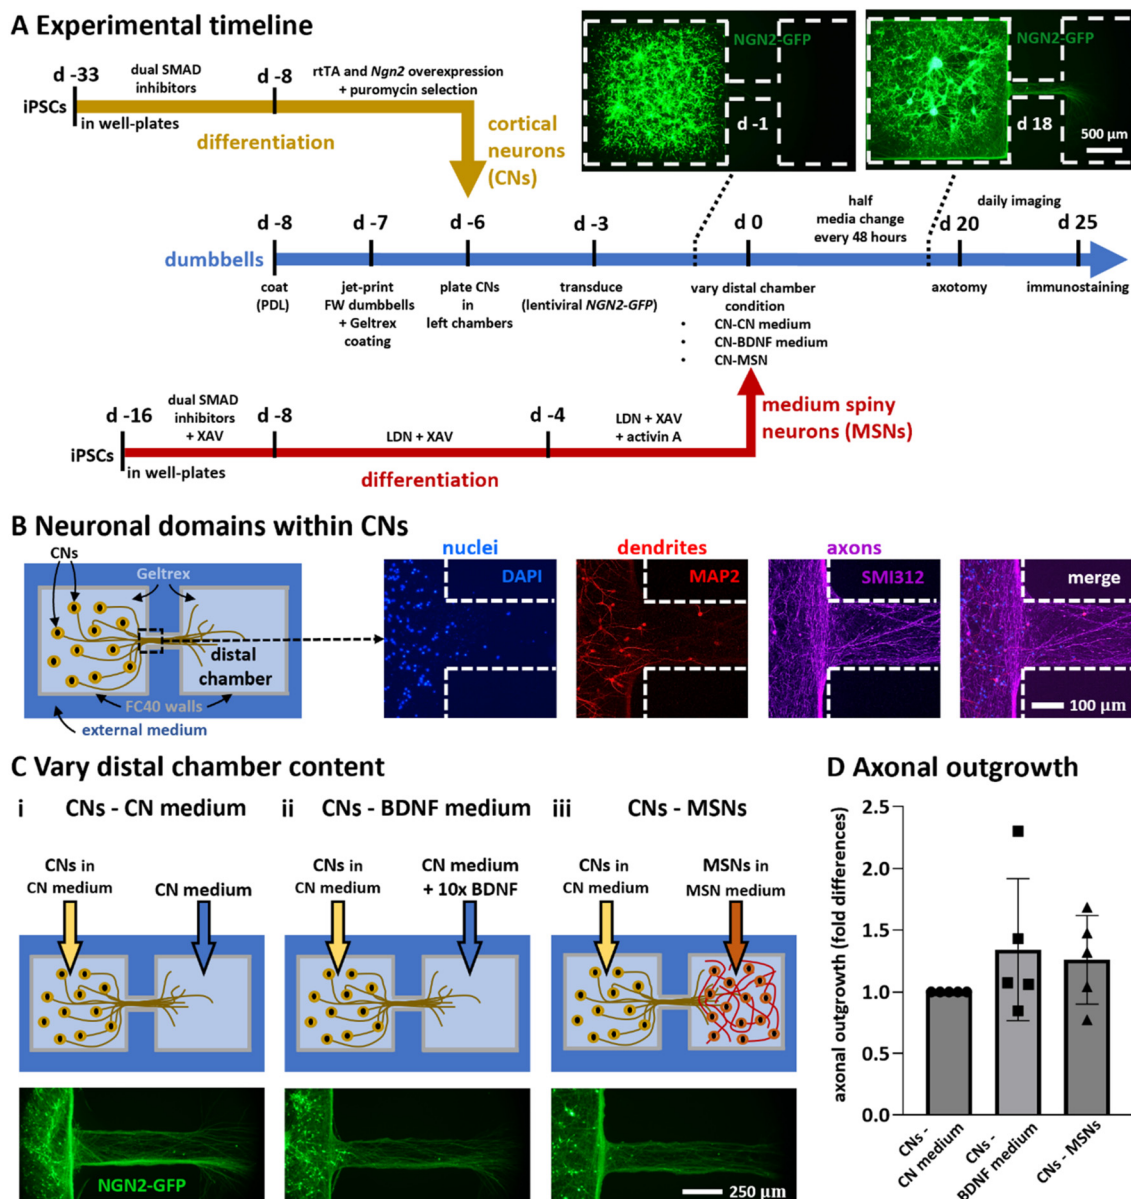 A Experimental timeline
d -33
dual SMAD
inhibitors
d -8
rtTA and Ngn2 overexpression
+ puromycin selection
iPSCs
in well-plates
differentiation
cortical
neurons
(CNs)
NGN2-GFP
d -1
NGN2-GFP
d 18
500 μm
dumbbells
d -8
d -7
d -6
d -3
d 0
half
media change
every 48 hours
daily imaging
d 20
d 25
coat
(PDL)
jet-print
FW dumbbells
+ Geltrex
coating
plate CNs
in
left chambers
transduce
(lentiviral NGN2-GFP)
vary distal chamber
condition
• CN-CN medium
• CN-BDNF medium
• CN-MSN
axotomy
immunostaining
d -16
dual SMAD
inhibitors
+ XAV
d -8
LDN + XAV
d -4
LDN + XAV
+ activin A
iPSCs
in well-plates
differentiation
medium spiny
neurons (MSNs)
B Neuronal domains within CNs
CNs
Geltrex
distal
chamber
FC40 walls
external medium
nuclei
DAPI
dendrites
MAP2
axons
SMI312
merge
100 μm
C Vary distal chamber content
i CNs - CN medium
CNs in
CN medium
CN medium
NGN2-GFP
ii CNs - BDNF medium
CNs in
CN medium
CN medium
+ 10x BDNF
iii CNs - MSNs
CNs in
CN medium
MSNs in
MSN medium
250 μm
D Axonal outgrowth
axonal outgrowth (fold differences)
2.5
2.0
1.5
1.0
0.5
0.0
CNs -
CN medium
CNs -
BDNF medium
CNs - MSNs